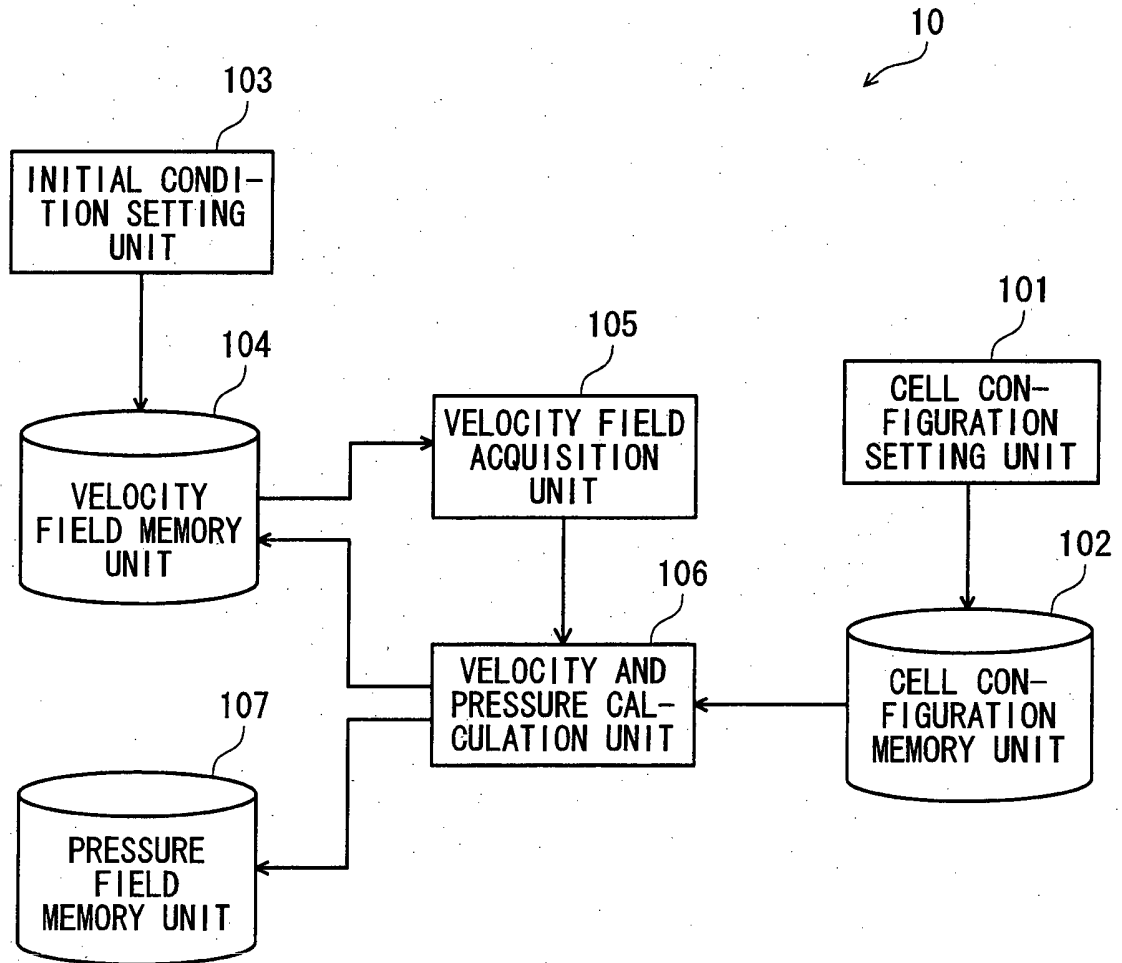 10
103
INITIAL CONDI-
TION SETTING
UNIT
104
VELOCITY
FIELD MEMORY
UNIT
105
VELOCITY FIELD
ACQUISITION
UNIT
101
CELL CON-
FIGURATION
SETTING UNIT
102
CELL CON-
FIGURATION
MEMORY UNIT
106
VELOCITY AND
PRESSURE CAL-
CULATION UNIT
107
PRESSURE
FIELD
MEMORY UNIT